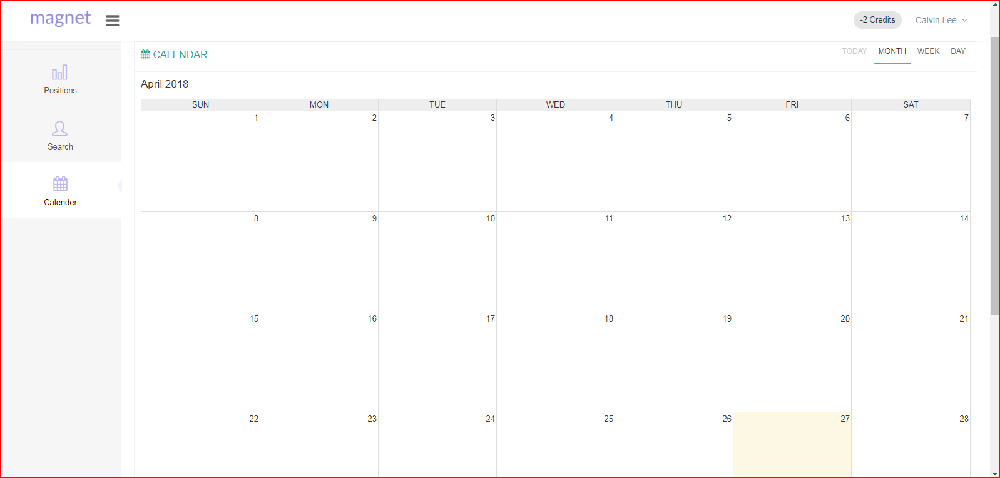 magnet
-2 Credits
Calvin Lee
Positions
Search
Calender
CALENDAR
TODAY MONTH WEEK DAY
April 2018
SUN MON TUE WED THU FRI SAT
1 2 3 4 5 6 7
8 9 10 11 12 13 14
15 16 17 18 19 20 21
22 23 24 25 26 27 28